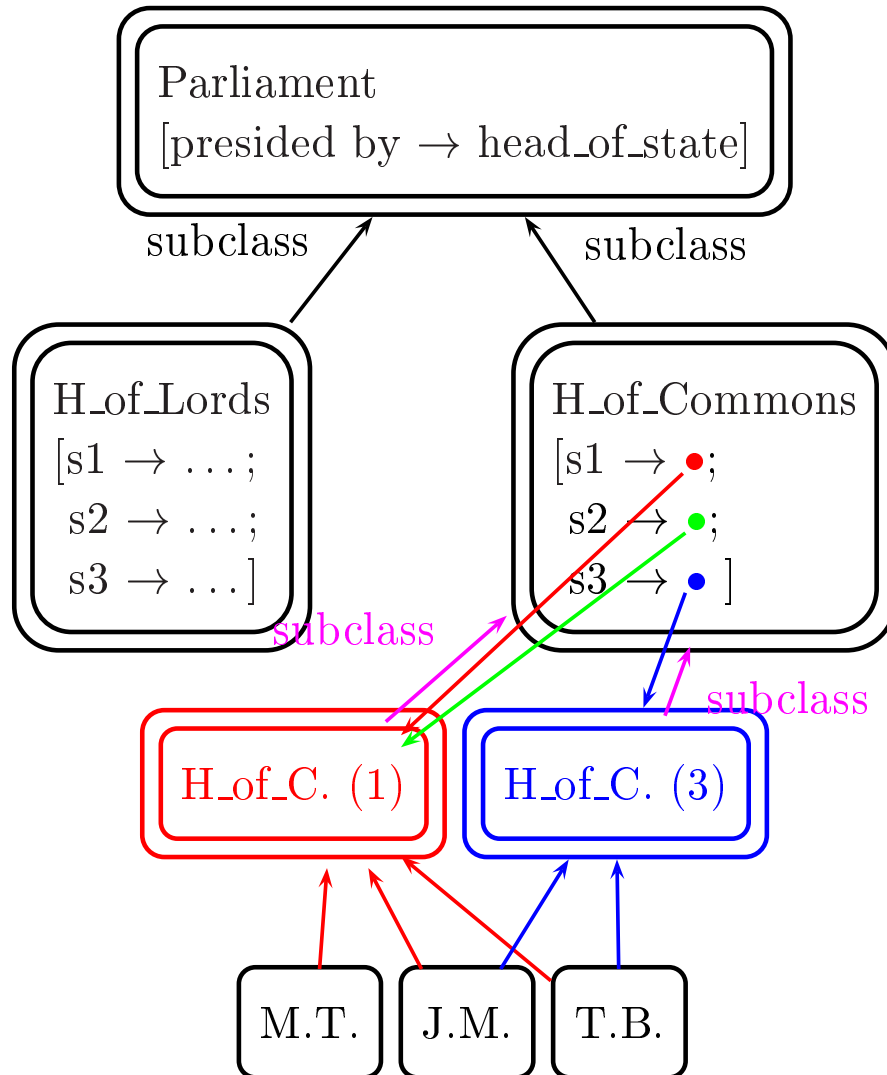 Parliament
[presided by → head_of_state]
subclass
subclass
H_of_Lords
[s1 → ...;
s2 → ...;
s3 → ...]
H_of_Commons
[s1 → ●;
s2 → ●;
s3 → ● ]
subclass
subclass
H_of_C. (1)
H_of_C. (3)
M.T.
J.M.
T.B.